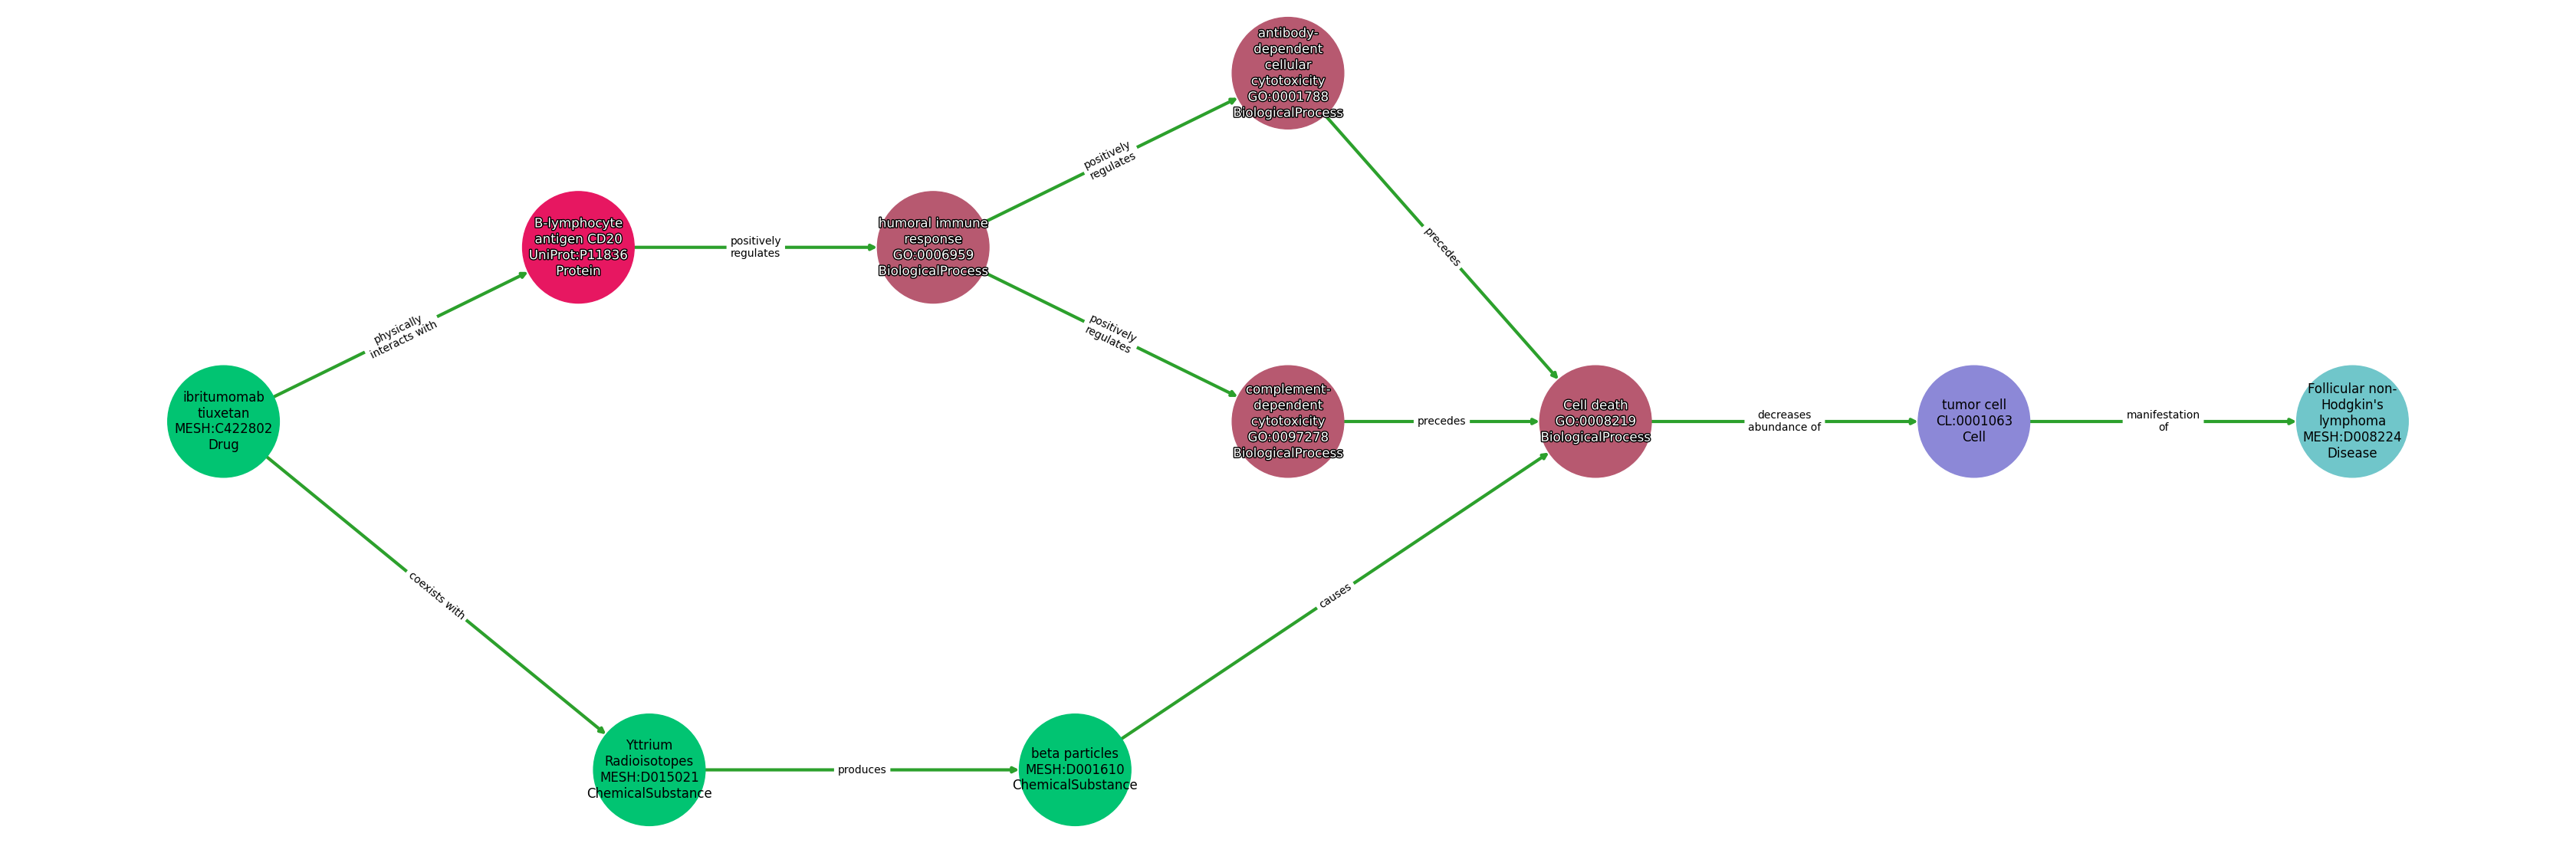 antibody-
dependent
cellular
cytotoxicity
GO:0001788
BiologicalProcess
positively
regulates
B-lymphocyte
antigen CD20
UniProt:P11836
Protein
positively
regulates
humoral immune
response
GO:0006959
BiologicalProcess
precedes
physically
interacts with
positively
regulates
ibritumomab
tiuxetan
MESH:C422802
Drug
complement-
dependent
cytotoxicity
GO:0097278
BiologicalProcess
precedes
Cell death
GO:0008219
BiologicalProcess
decreases
abundance of
tumor cell
CL:0001063
Cell
manifestation
of
Follicular non-
Hodgkin's
lymphoma
MESH:D008224
Disease
coexists with
causes
Yttrium
Radioisotopes
MESH:D015021
ChemicalSubstance
produces
beta particles
MESH:D001610
ChemicalSubstance